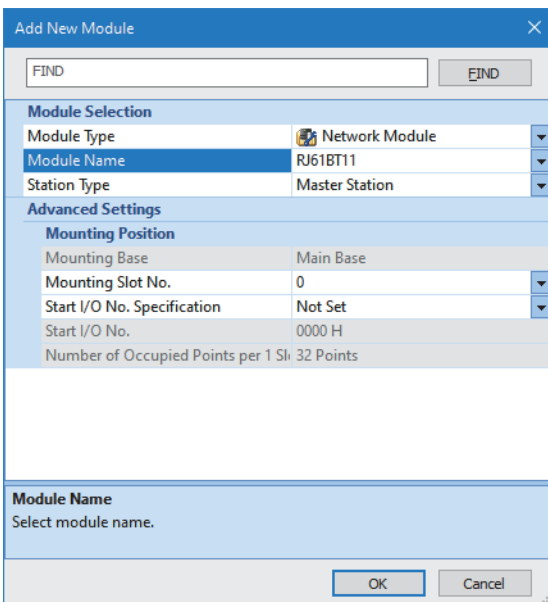 Add New Module
FIND
FIND
Module Selection
Module Type Network Module
Module Name RJ61BT11
Station Type Master Station
Advanced Settings
Mounting Position
Mounting Base Main Base
Mounting Slot No. 0
Start I/O No. Specification Not Set
Start I/O No. 0000 H
Number of Occupied Points per 1 Sl 32 Points
Module Name
Select module name.
OK Cancel